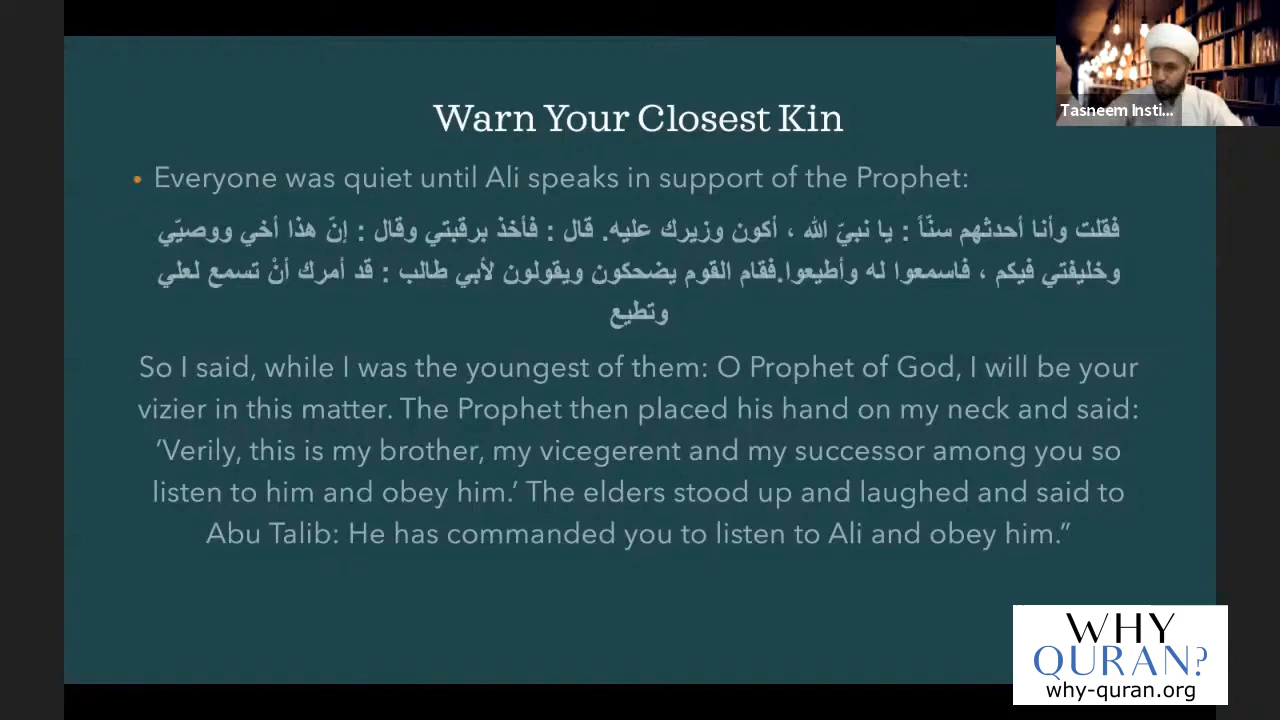 Tasneem Insti...
Warn Your Closest Kin
• Everyone was quiet until Ali speaks in support of the Prophet:
فقلت وأنا أحدثهم سنّاً : يا نبيّ الله ، أكون وزيرك عليه. قال : فأخذ برقبتي وقال : إنّ هذا أخي ووصيّي
وخليفتي فيكم ، فاسمعوا له وأطيعوا.فقام القوم يضحكون ويقولون لأبي طالب : قد أمرك أنْ تسمع لعلي
وتطيع
So I said, while I was the youngest of them: O Prophet of God, I will be your
vizier in this matter. The Prophet then placed his hand on my neck and said:
‘Verily, this is my brother, my vicegerent and my successor among you so
listen to him and obey him.’ The elders stood up and laughed and said to
Abu Talib: He has commanded you to listen to Ali and obey him.”
WHY
QURAN?
why-quran.org